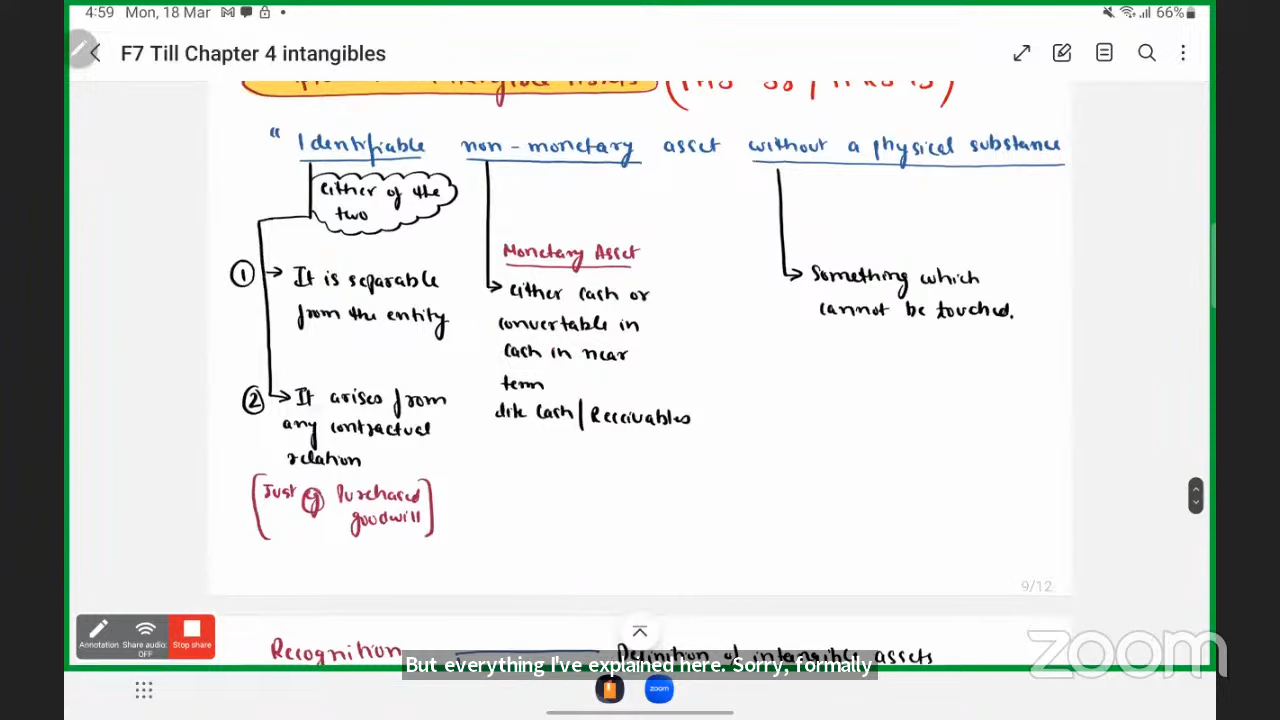 4:59 Mon, 18 Mar
66%
F7 Till Chapter 4 intangibles
" Identifiable non-monetary asset without a physical substance
either of the
two
① It is separable
from the entity
② It arises from
any contractual
relation
[Just eg Purchased
goodwill]
Monetary Asset
either cash or
convertable in
cash in near
term
like Cash | Receivables
Something which
cannot be touched.
9/12
Annotation
Share audio: OFF
Stop share
Recognition
Definition of intangible assets
But everything I've explained here. Sorry, formally
zoom
zoom